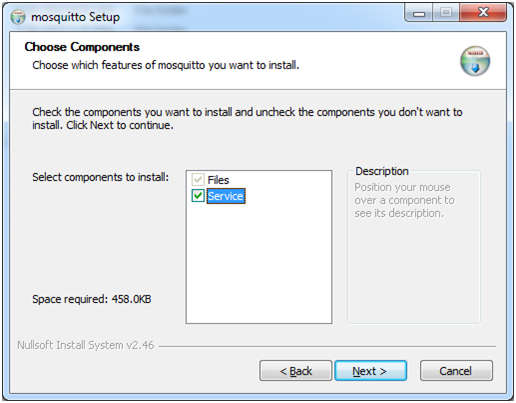 mosquitto Setup
Choose Components
Choose which features of mosquitto you want to install.
Check the components you want to install and uncheck the components you don't want to
install. Click Next to continue.
Select components to install:
Files
Service
Description
Position your mouse
over a component to
see its description.
Space required: 458.0KB
Nullsoft Install System v2.46
< Back
Next >
Cancel